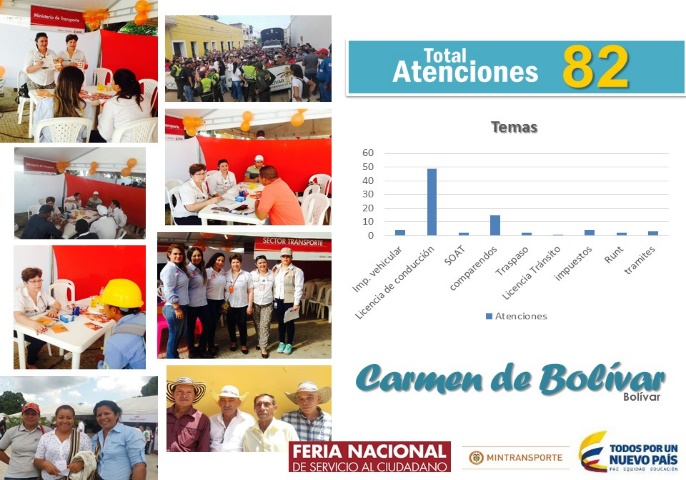 Ministerio de Transporte
SECTOR TRANSPORTE
Total
Atenciones 82
Temas
60
50
40
30
20
10
0
Imp. vehicular
Licencia de conducción
SOAT
comparendos
Traspaso
Licencia Tránsito
impuestos
Runt
tramites
Atenciones
Carmen de Bolívar
Bolívar
FERIA NACIONAL
DE SERVICIO AL CIUDADANO
MINTRANSPORTE
TODOS POR UN
NUEVO PAÍS
PAZ EQUIDAD EDUCACIÓN